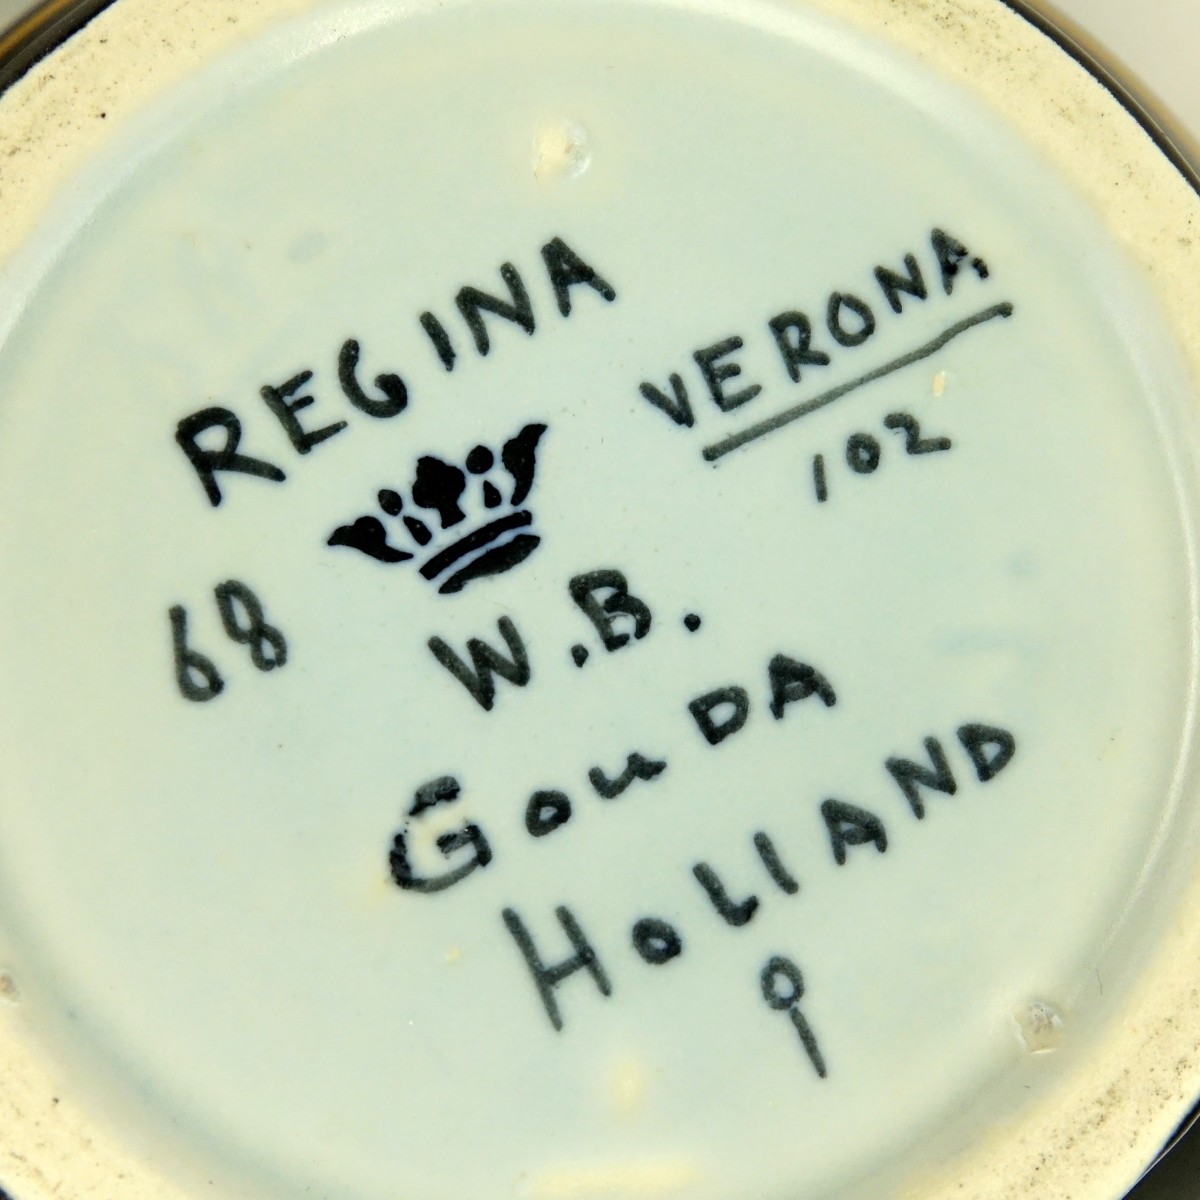 REGINA
VERONA
102
68
W.B.
GouDA
HoLLAND